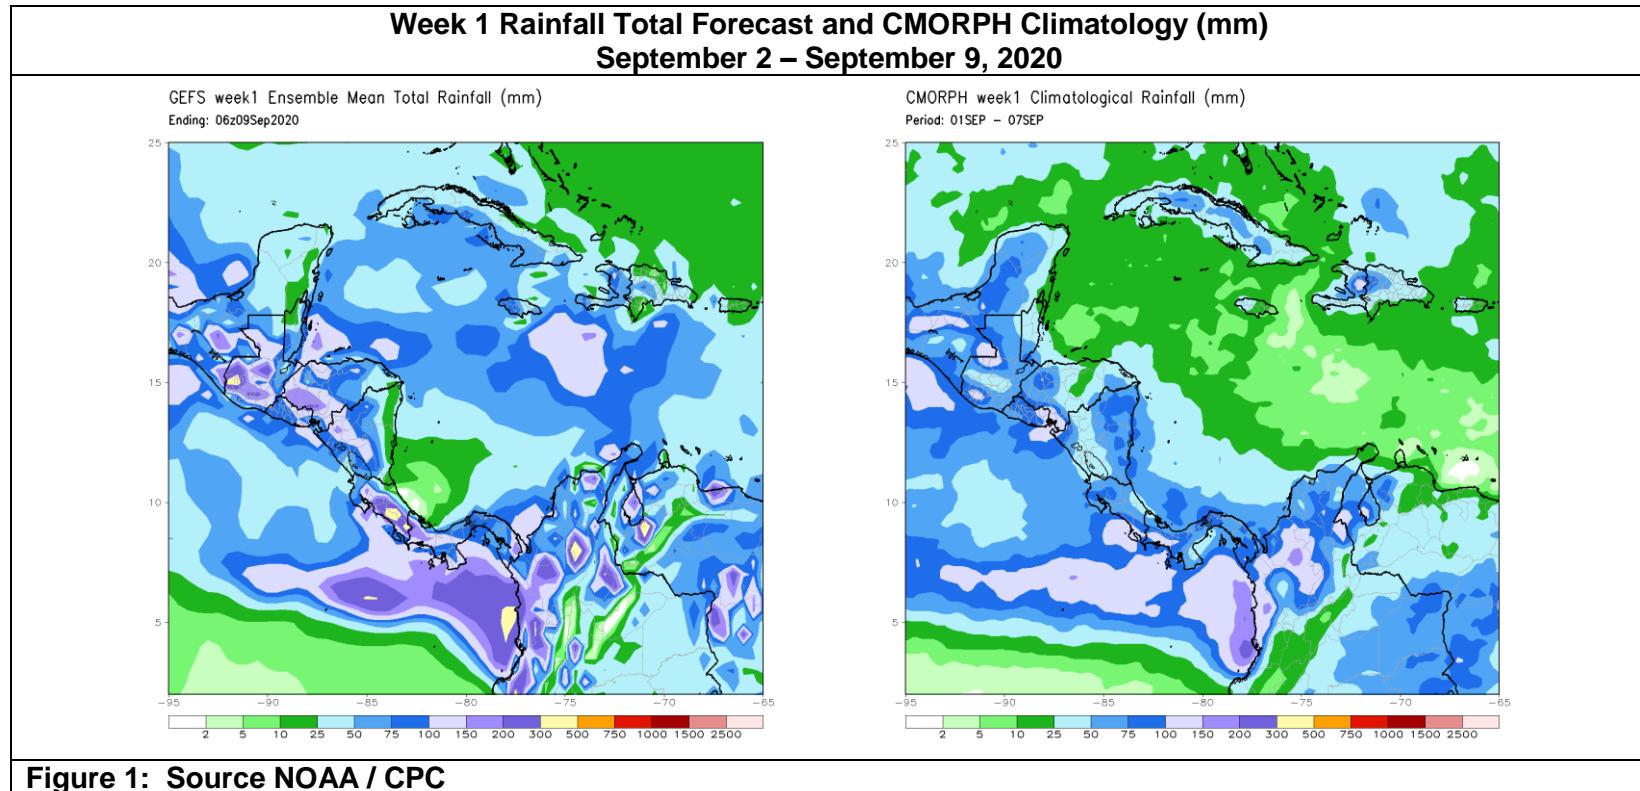 Week 1 Rainfall Total Forecast and CMORPH Climatology (mm)
September 2 – September 9, 2020
GEFS week1 Ensemble Mean Total Rainfall (mm)
Ending: 06z09Sep2020
25
20
15
10
5
-95 -90 -85 -80 -75 -70 -65
2 5 10 25 50 75 100 150 200 300 500 750 1000 1500 2500
CMORPH week1 Climatological Rainfall (mm)
Period: 01SEP – 07SEP
25
20
15
10
5
-95 -90 -85 -80 -75 -70 -65
2 5 10 25 50 75 100 150 200 300 500 750 1000 1500 2500
Figure 1: Source NOAA / CPC